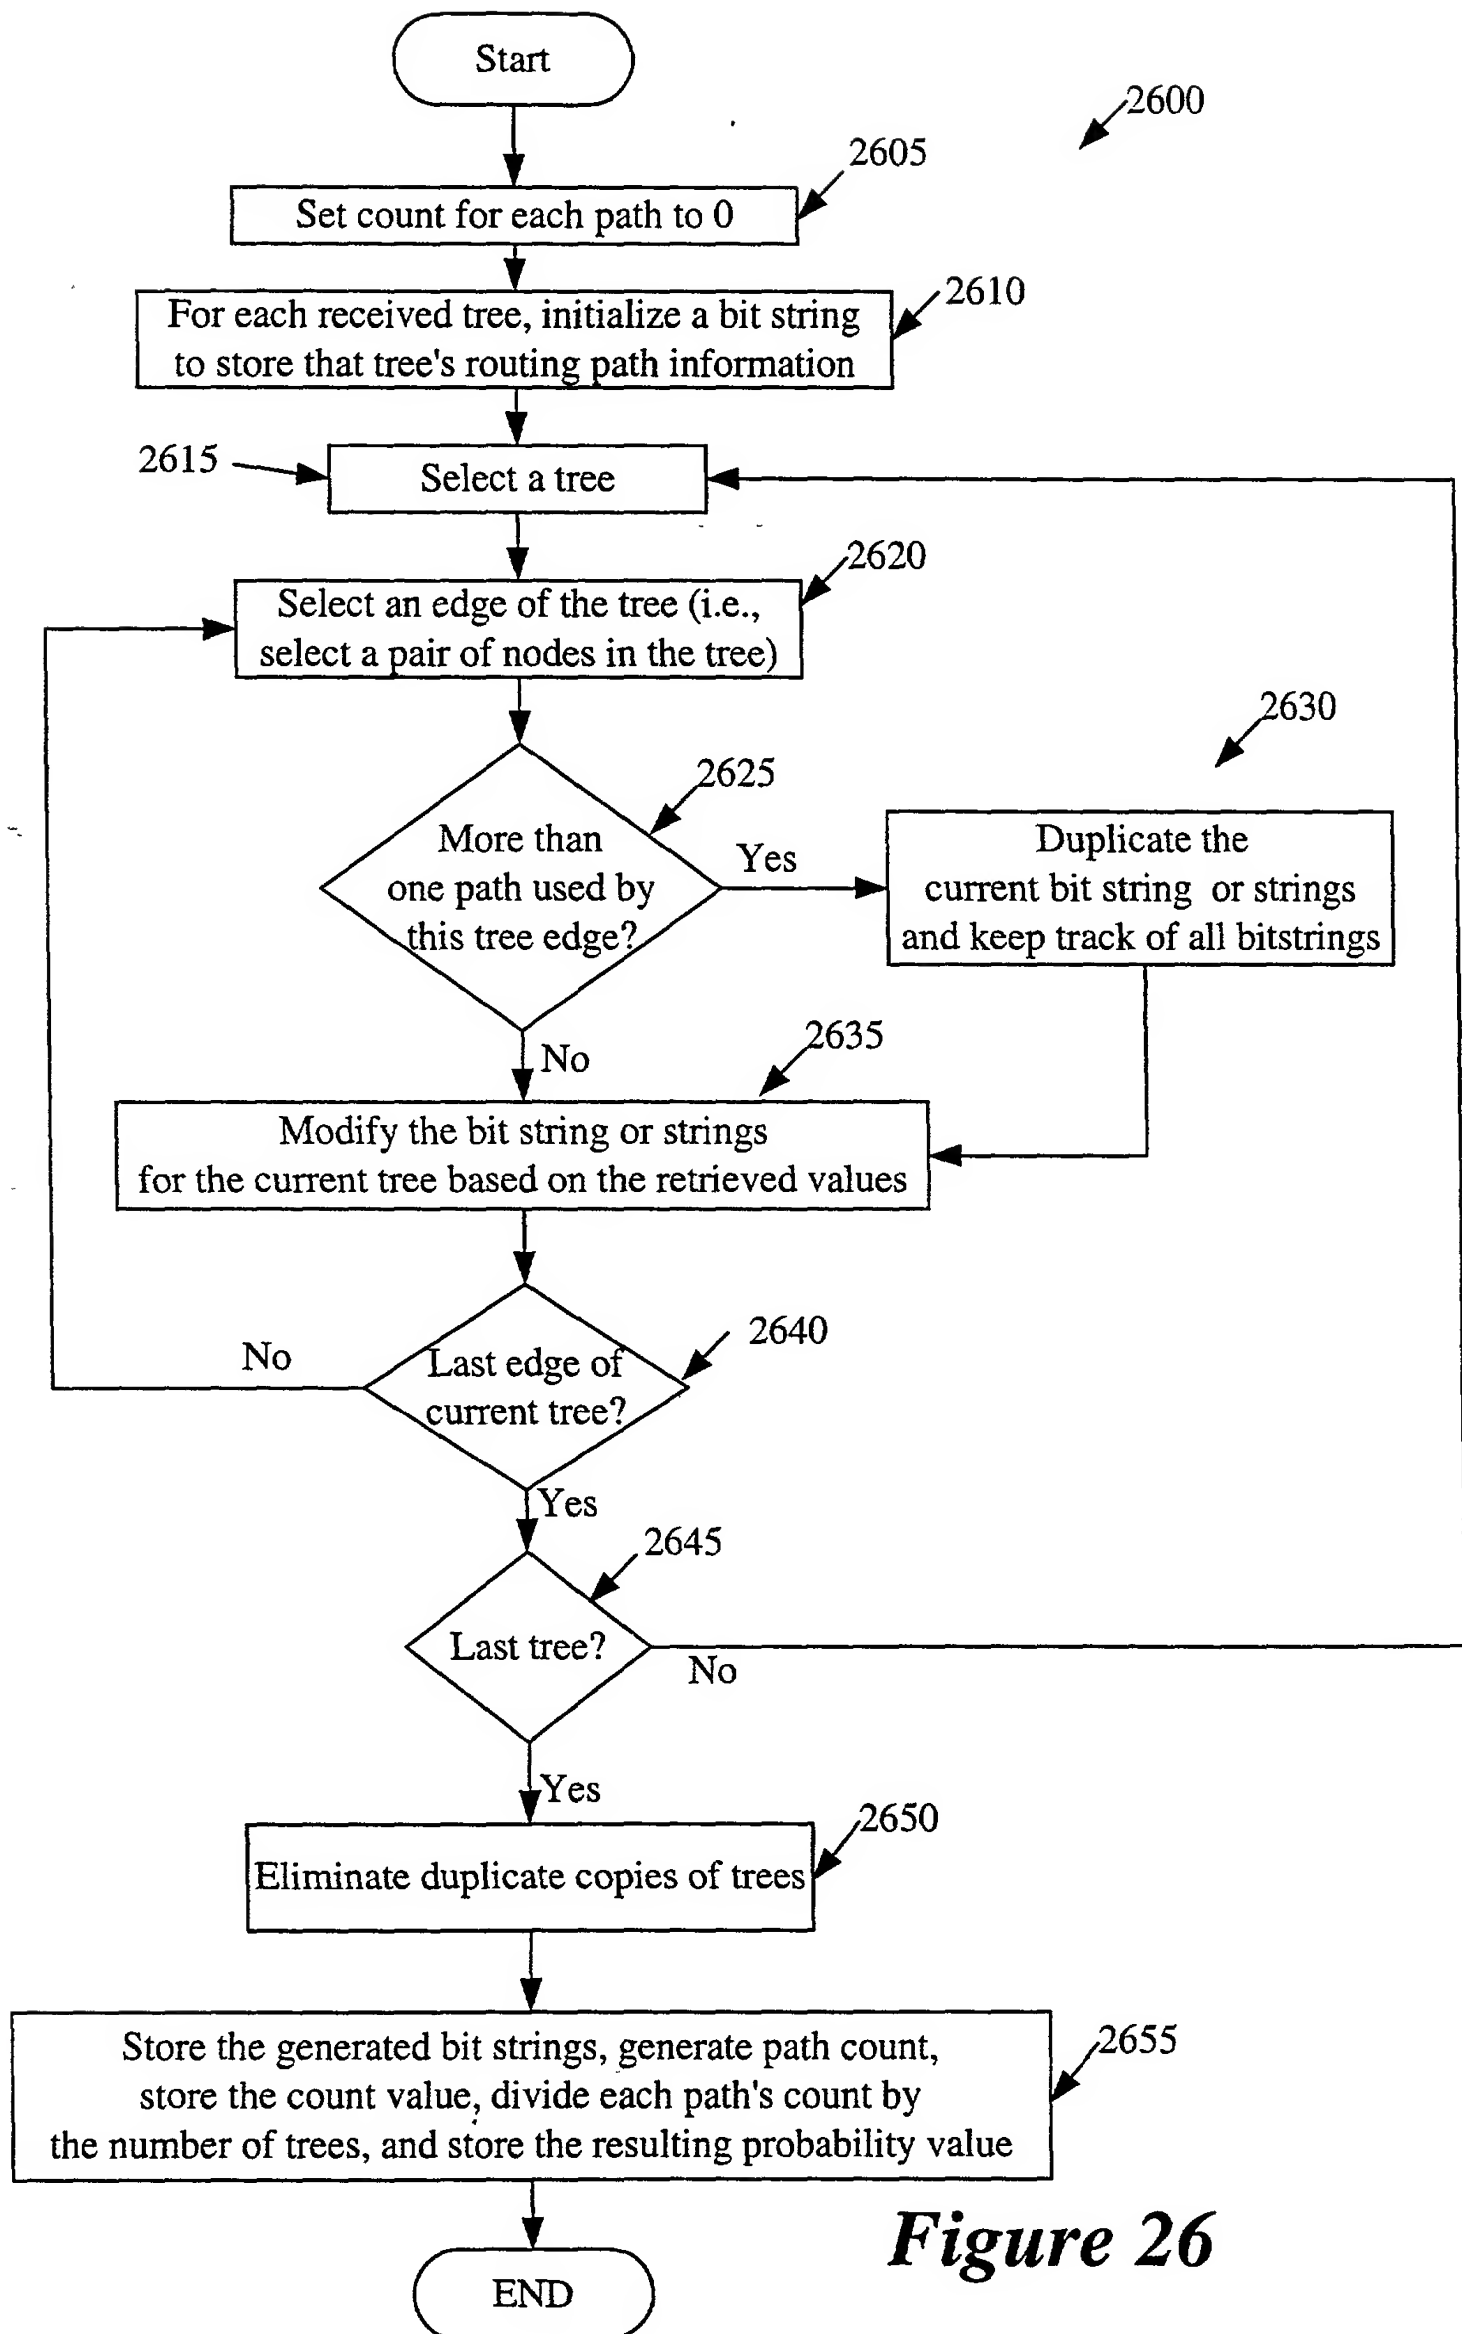 Start
2600
2605
Set count for each path to 0
2610
For each received tree, initialize a bit string
to store that tree's routing path information
2615
Select a tree
2620
Select an edge of the tree (i.e.,
select a pair of nodes in the tree)
2630
2625
More than
one path used by
this tree edge?
Yes
Duplicate the
current bit string or strings
and keep track of all bitstrings
No
2635
Modify the bit string or strings
for the current tree based on the retrieved values
2640
No
Last edge of
current tree?
Yes
2645
Last tree?
No
Yes
2650
Eliminate duplicate copies of trees
2655
Store the generated bit strings, generate path count,
store the count value, divide each path's count by
the number of trees, and store the resulting probability value
Figure 26
END